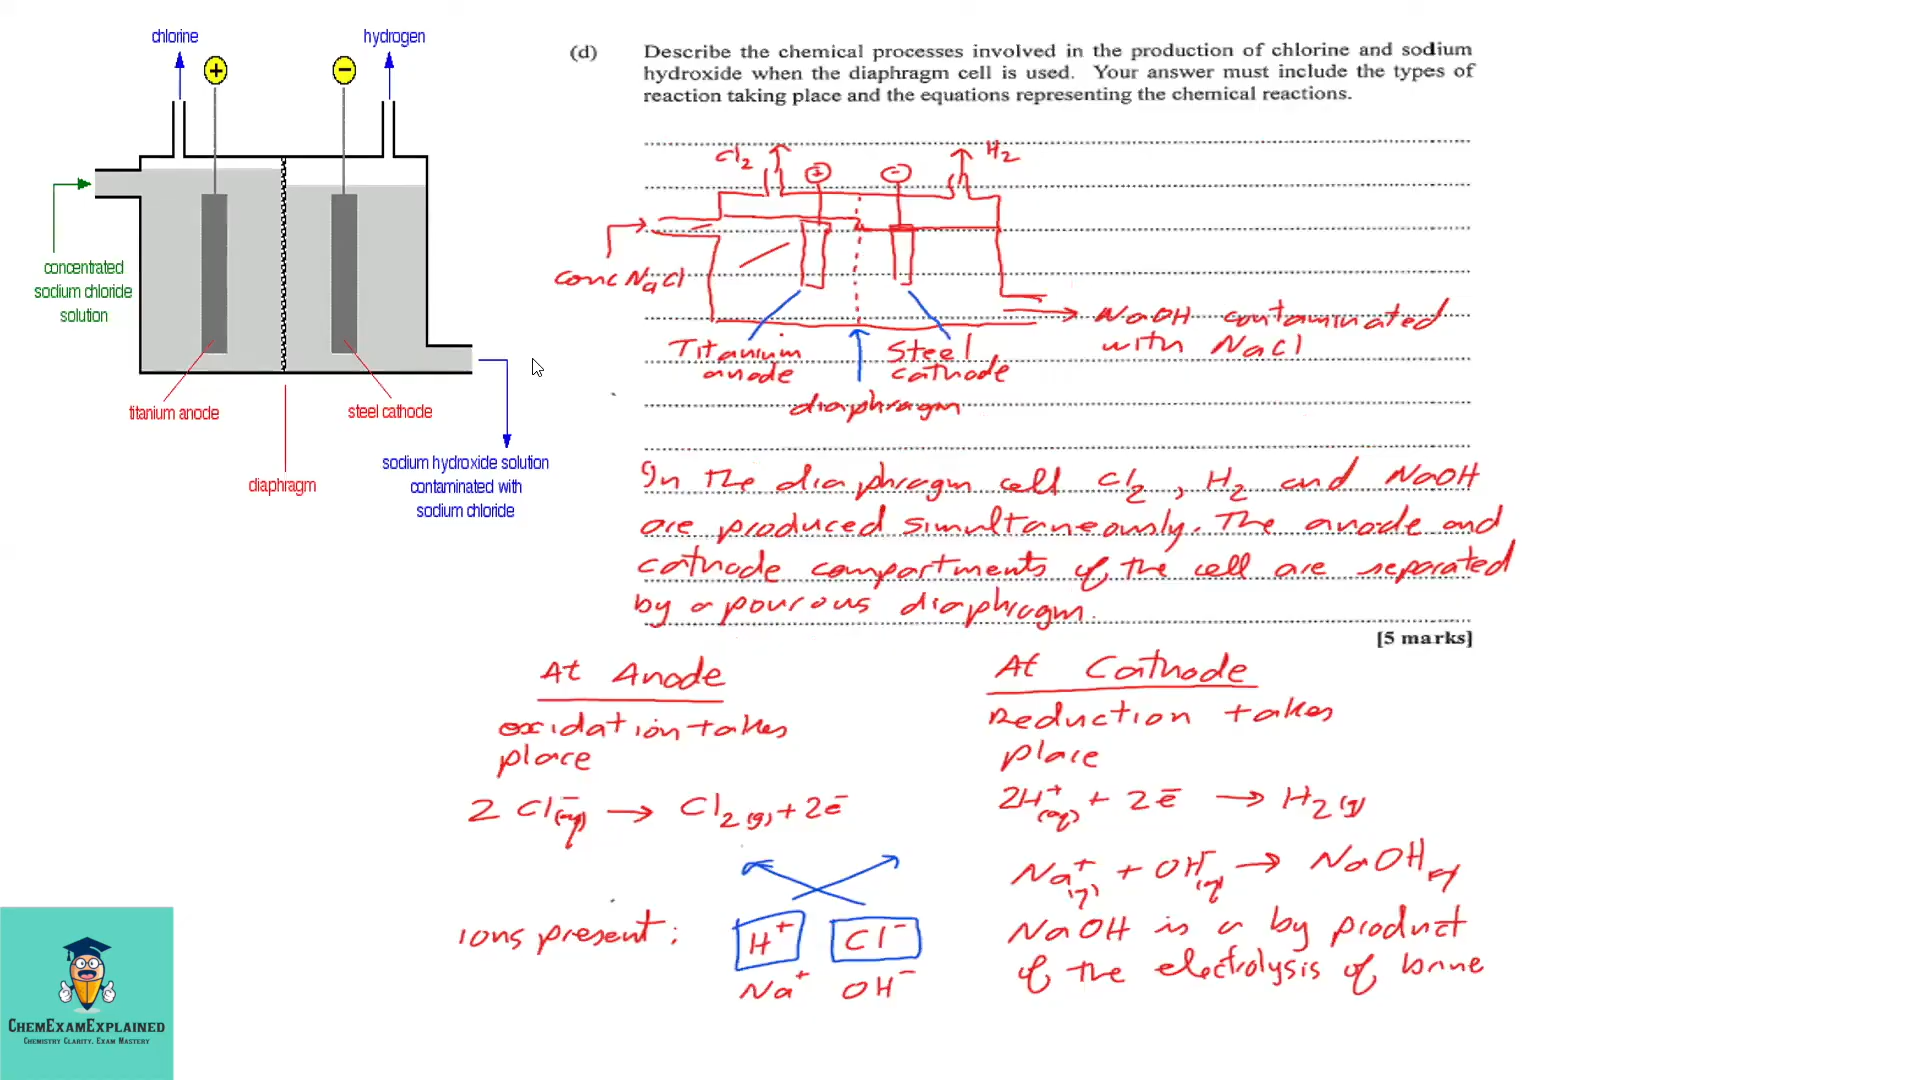 chlorine
hydrogen
+
−
concentrated
sodium chloride
solution
titanium anode
steel cathode
diaphragm
sodium hydroxide solution
contaminated with
sodium chloride
(d) Describe the chemical processes involved in the production of chlorine and sodium
hydroxide when the diaphragm cell is used. Your answer must include the types of
reaction taking place and the equations representing the chemical reactions.
Cl2
+
−
H2
conc NaCl
NaOH contaminated
with NaCl
Titanium
anode
Steel
cathode
diaphragm
In the diaphragm cell Cl2, H2 and NaOH
are produced simultaneously. The anode and
cathode compartments of the cell are separated
by a pourous diaphragm.
[5 marks]
At Anode
oxidation takes
place
2 Cl⁻(aq) → Cl2(g) + 2e⁻
Ions present: H⁺ Cl⁻
Na⁺ OH⁻
At Cathode
Reduction takes
place
2H⁺(aq) + 2e⁻ → H2(g)
Na⁺(aq) + OH⁻(aq) → NaOH(aq)
NaOH is a by product
of the electrolysis of brine
ChemExamExplained
Chemistry Clarity. Exam Mastery